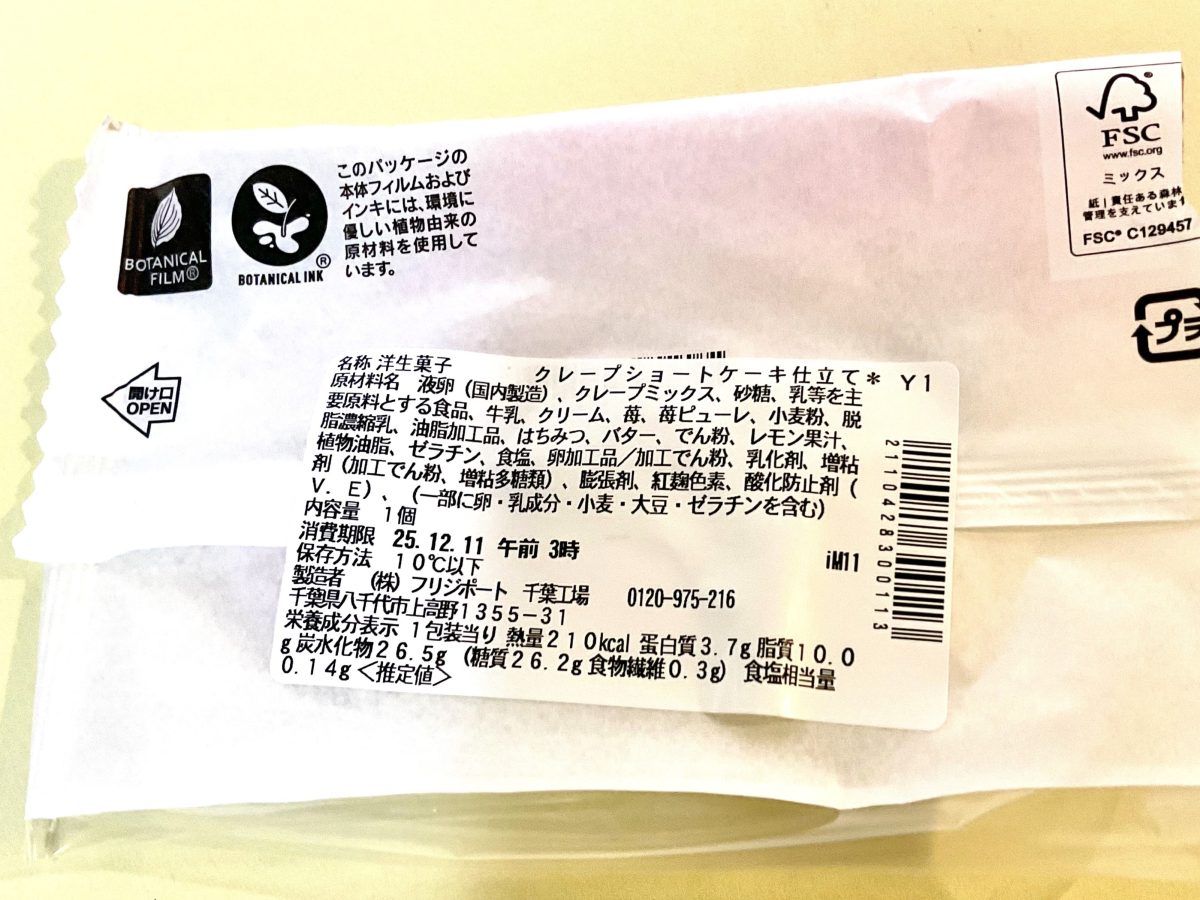 BOTANICAL
FILM®
BOTANICAL INK®
このパッケージの
本体フィルムおよび
インキには、環境に
優しい植物由来の
原材料を使用して
います。
FSC
www.fsc.org
ミックス
紙|責任ある森林
管理を支えています
FSC® C129457
プラ
開け口
OPEN
名称 洋生菓子
クレープショートケーキ仕立て* Y1
原材料名 液卵(国内製造)、クレープミックス、砂糖、乳等を主
要原料とする食品、牛乳、クリーム、苺、苺ピューレ、小麦粉、脱
脂濃縮乳、油脂加工品、はちみつ、バター、でん粉、レモン果汁、
植物油脂、ゼラチン、食塩、卵加工品/加工でん粉、乳化剤、増粘
剤(加工でん粉、増粘多糖類)、膨張剤、紅麹色素、酸化防止剤(
V.E)、(一部に卵・乳成分・小麦・大豆・ゼラチンを含む)
内容量 1個
消費期限 25.12.11 午前 3時 iM11
保存方法 10℃以下
製造者 (株)フリジポート 千葉工場 0120-975-216
千葉県八千代市上高野1355-31
栄養成分表示 1包装当り 熱量210kcal 蛋白質3.7g 脂質10.0
g 炭水化物26.5g (糖質26.2g 食物繊維0.3g) 食塩相当量
0.14g <推定値>
2110428300113